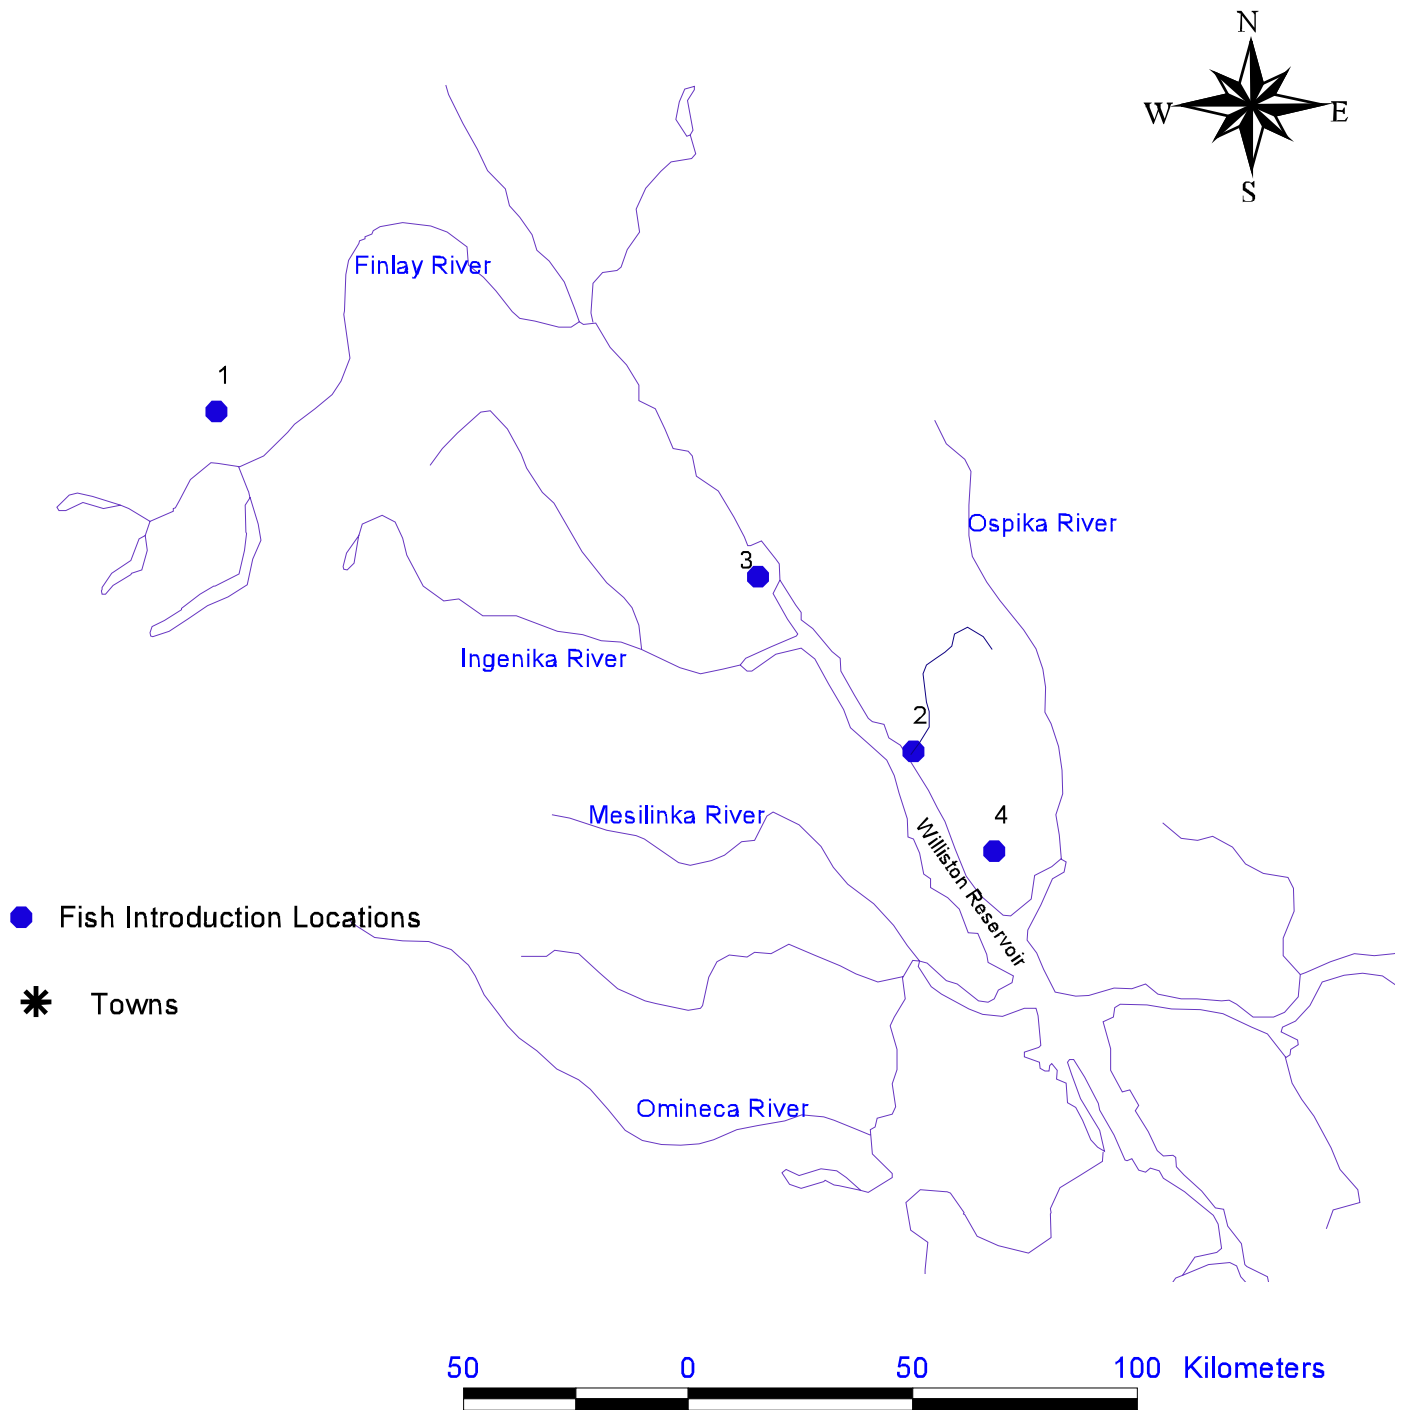 N
W
E
S
Finlay River
1
Ospika River
3
Ingenika River
2
Mesilinka River
4
Williston Reservoir
Fish Introduction Locations
Towns
Omineca River
50 0 50 100 Kilometers